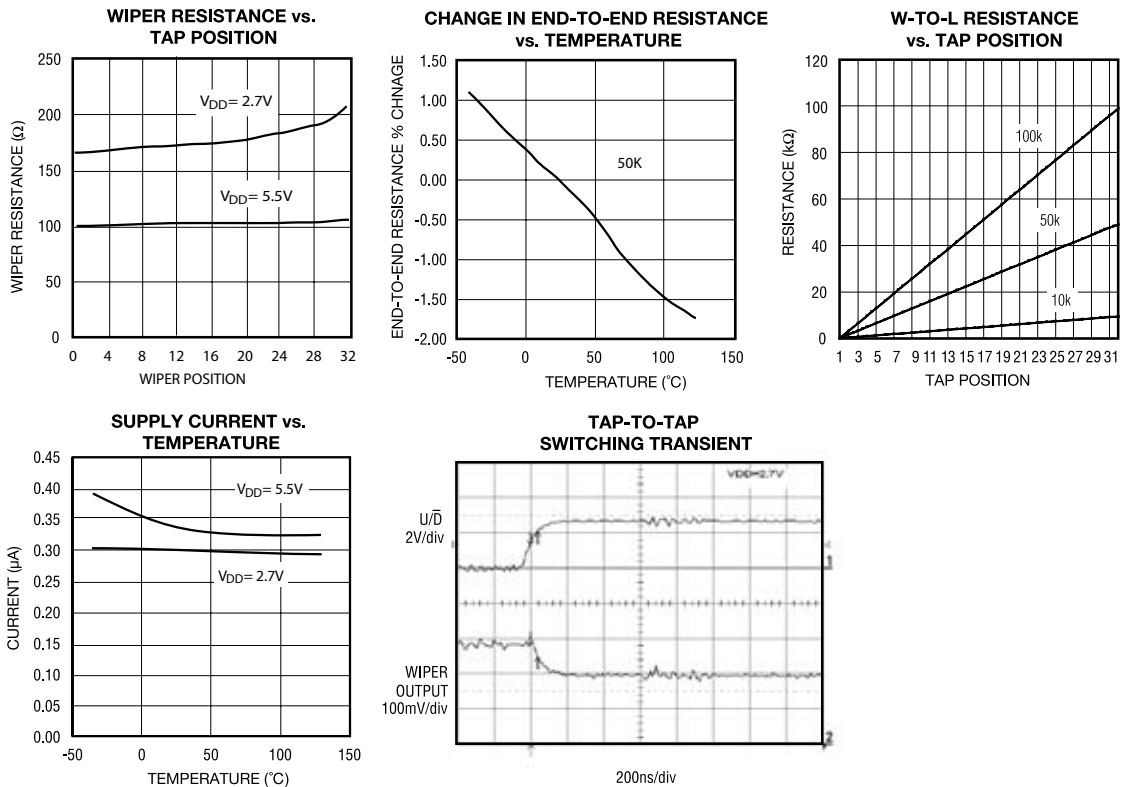 WIPER RESISTANCE vs.
TAP POSITION
250
200
150
100
50
0
WIPER RESISTANCE (Ω)
VDD= 2.7V
VDD= 5.5V
0 4 8 12 16 20 24 28 32
WIPER POSITION
CHANGE IN END-TO-END RESISTANCE
vs. TEMPERATURE
1.50
1.00
0.50
0.00
-0.50
-1.00
-1.50
-2.00
END-TO-END RESISTANCE % CHNAGE
50K
-50 0 50 100 150
TEMPERATURE (°C)
W-TO-L RESISTANCE
vs. TAP POSITION
120
100
80
60
40
20
0
RESISTANCE (kΩ)
100k
50k
10k
1 3 5 7 9 11 13 15 17 19 21 23 25 27 29 31
TAP POSITION
SUPPLY CURRENT vs.
TEMPERATURE
0.45
0.40
0.35
0.30
0.25
0.20
0.15
0.10
0.05
0.00
CURRENT (µA)
VDD= 5.5V
VDD= 2.7V
-50 0 50 100 150
TEMPERATURE (°C)
TAP-TO-TAP
SWITCHING TRANSIENT
VDD=2.7V
U/D̅
2V/div
1
WIPER
OUTPUT
100mV/div
2
200ns/div